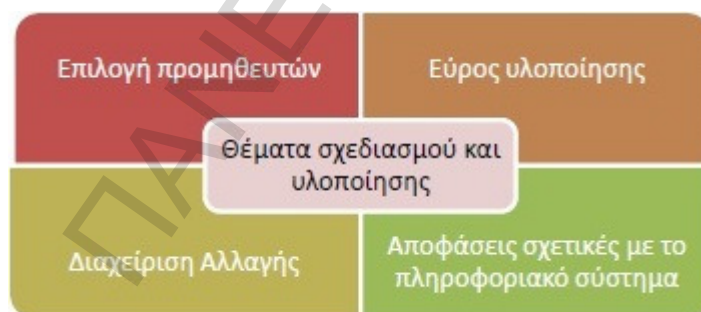 Επιλογή προμηθευτών
Εύρος υλοποίησης
Θέματα σχεδιασμού και
υλοποίησης
Διαχείριση Αλλαγής
Αποφάσεις σχετικές με το
πληροφοριακό σύστημα